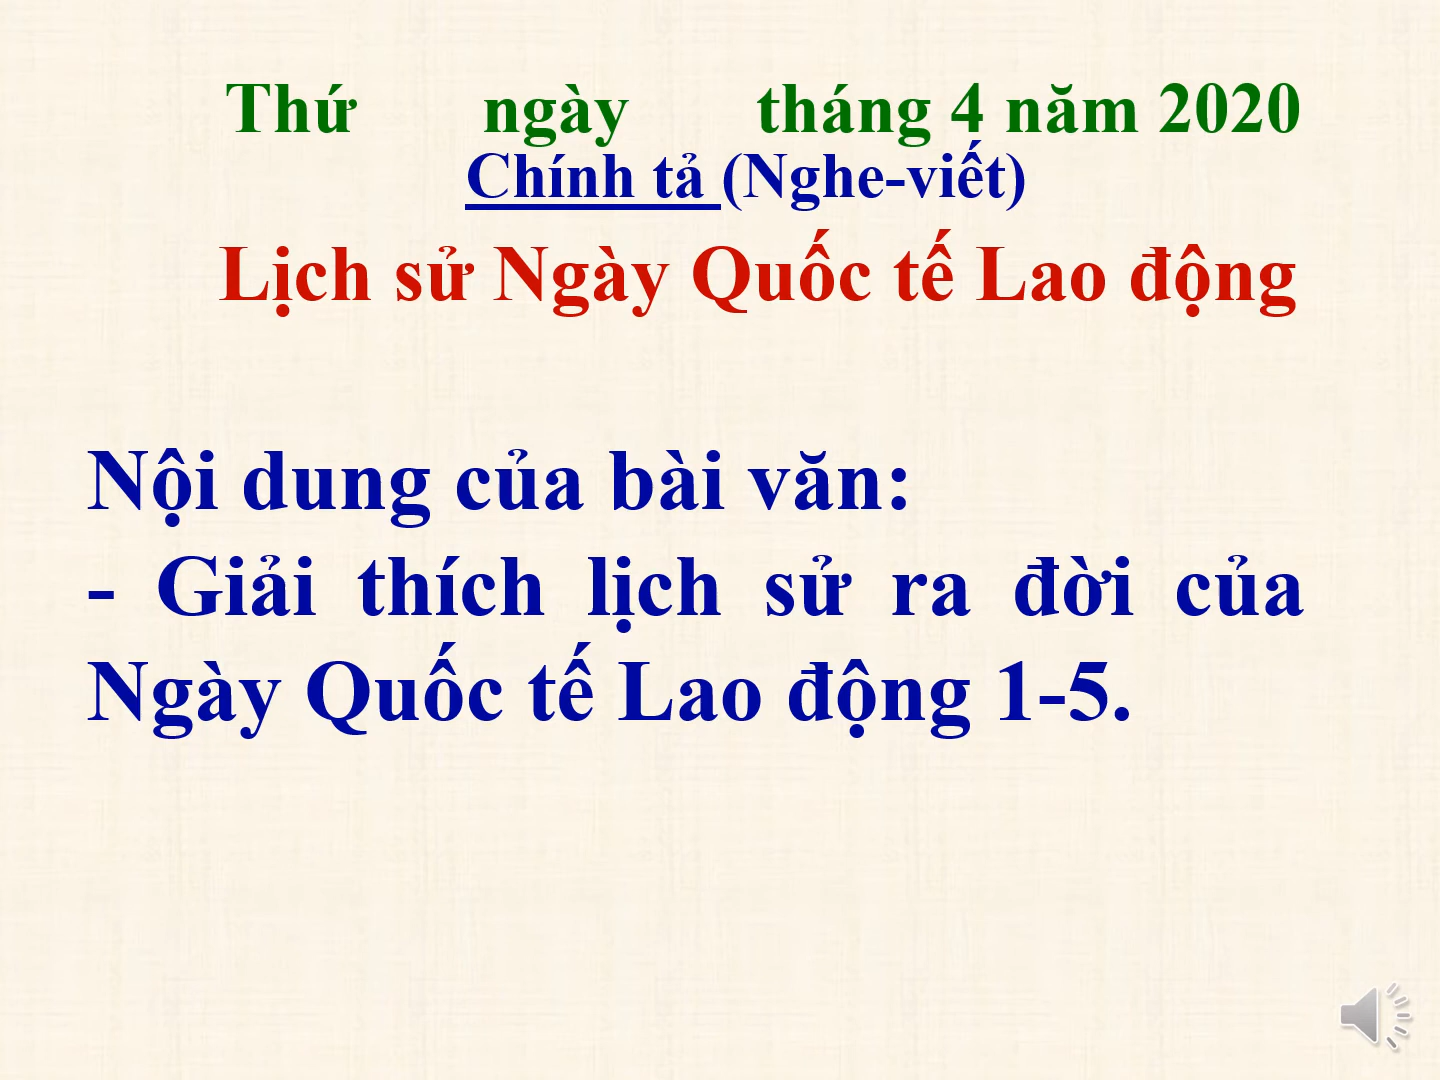 Thứ ngày tháng 4 năm 2020
Chính tả (Nghe-viết)
Lịch sử Ngày Quốc tế Lao động
Nội dung của bài văn:
- Giải thích lịch sử ra đời của
Ngày Quốc tế Lao động 1-5.